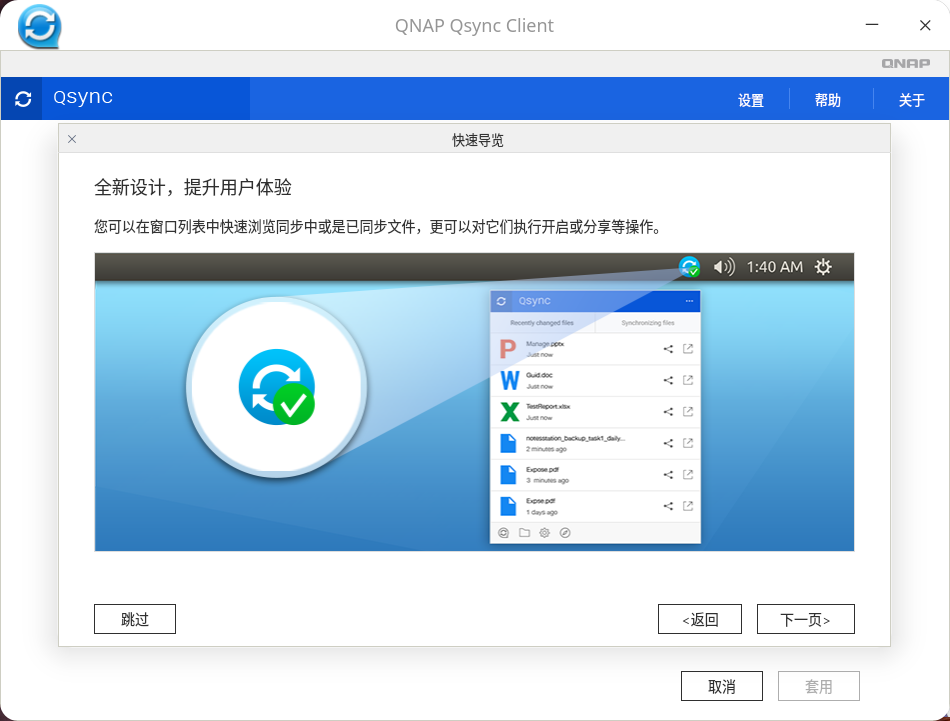 QNAP Qsync Client
QNAP
Qsync
设置
帮助
关于
快速导览
全新设计，提升用户体验
您可以在窗口列表中快速浏览同步中或是已同步文件，更可以对它们执行开启或分享等操作。
1:40 AM
Qsync
Recently changed files
Synchronizing files
Manage.pptx
Just now
Guid.doc
Just now
TestReport.xlsx
Just now
notesstation_backup_task1_daily...
2 minutes ago
Expose.pdf
3 minutes ago
Expse.pdf
1 days ago
跳过
<返回
下一页>
取消
套用